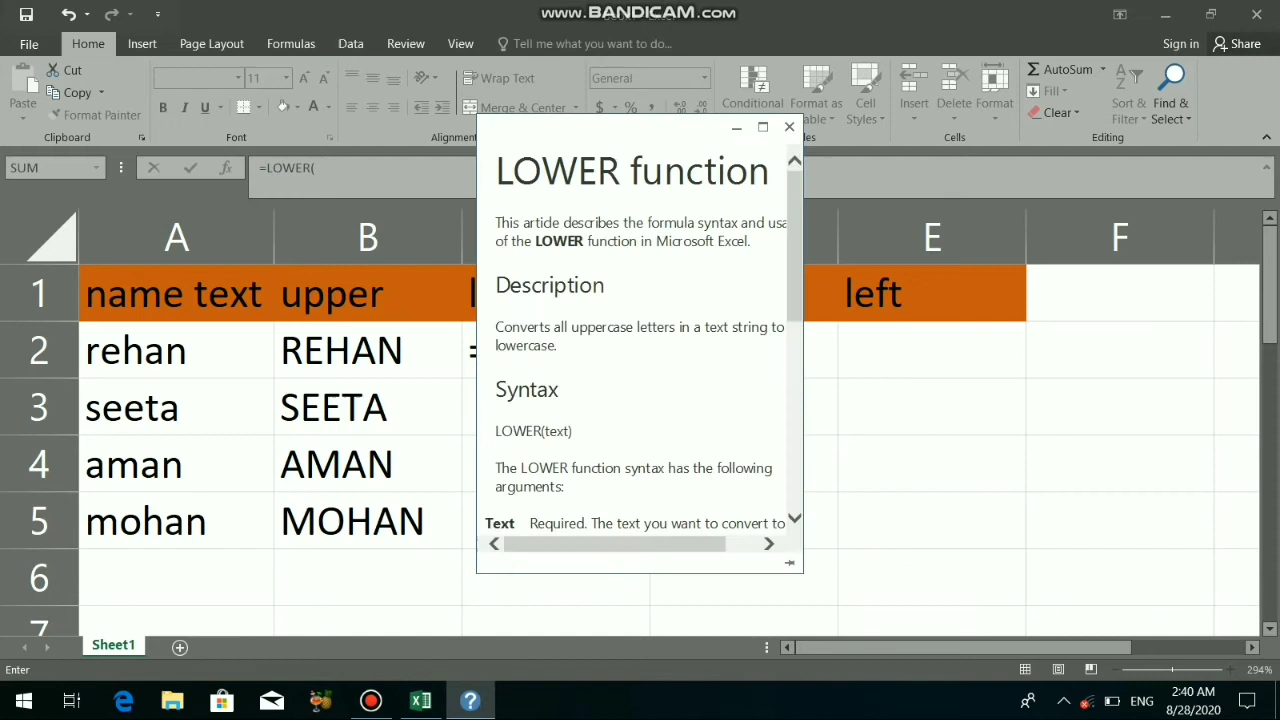 www.BANDICAM.com
File Home Insert Page Layout Formulas Data Review View Tell me what you want to do... Sign in Share
Paste
Cut
Copy
Format Painter
Clipboard
11
B I U
A
Font
Wrap Text
Merge & Center
General
$ %
Conditional Format as Cell
Table Styles
Insert Delete Format
Cells
AutoSum
Fill
Clear
Sort & Find &
Filter Select
Editing
SUM
fx
=LOWER(
LOWER function
This artide describes the formula syntax and usa
of the LOWER function in Microsoft Excel.
Description
Converts all uppercase letters in a text string to
lowercase.
Syntax
LOWER(text)
The LOWER function syntax has the following
arguments:
Text Required. The text you want to convert to
A B E F
1 name text upper l left
2 rehan REHAN =
3 seeta SEETA
4 aman AMAN
5 mohan MOHAN
6
7
Sheet1
Enter
294%
ENG
2:40 AM
8/28/2020